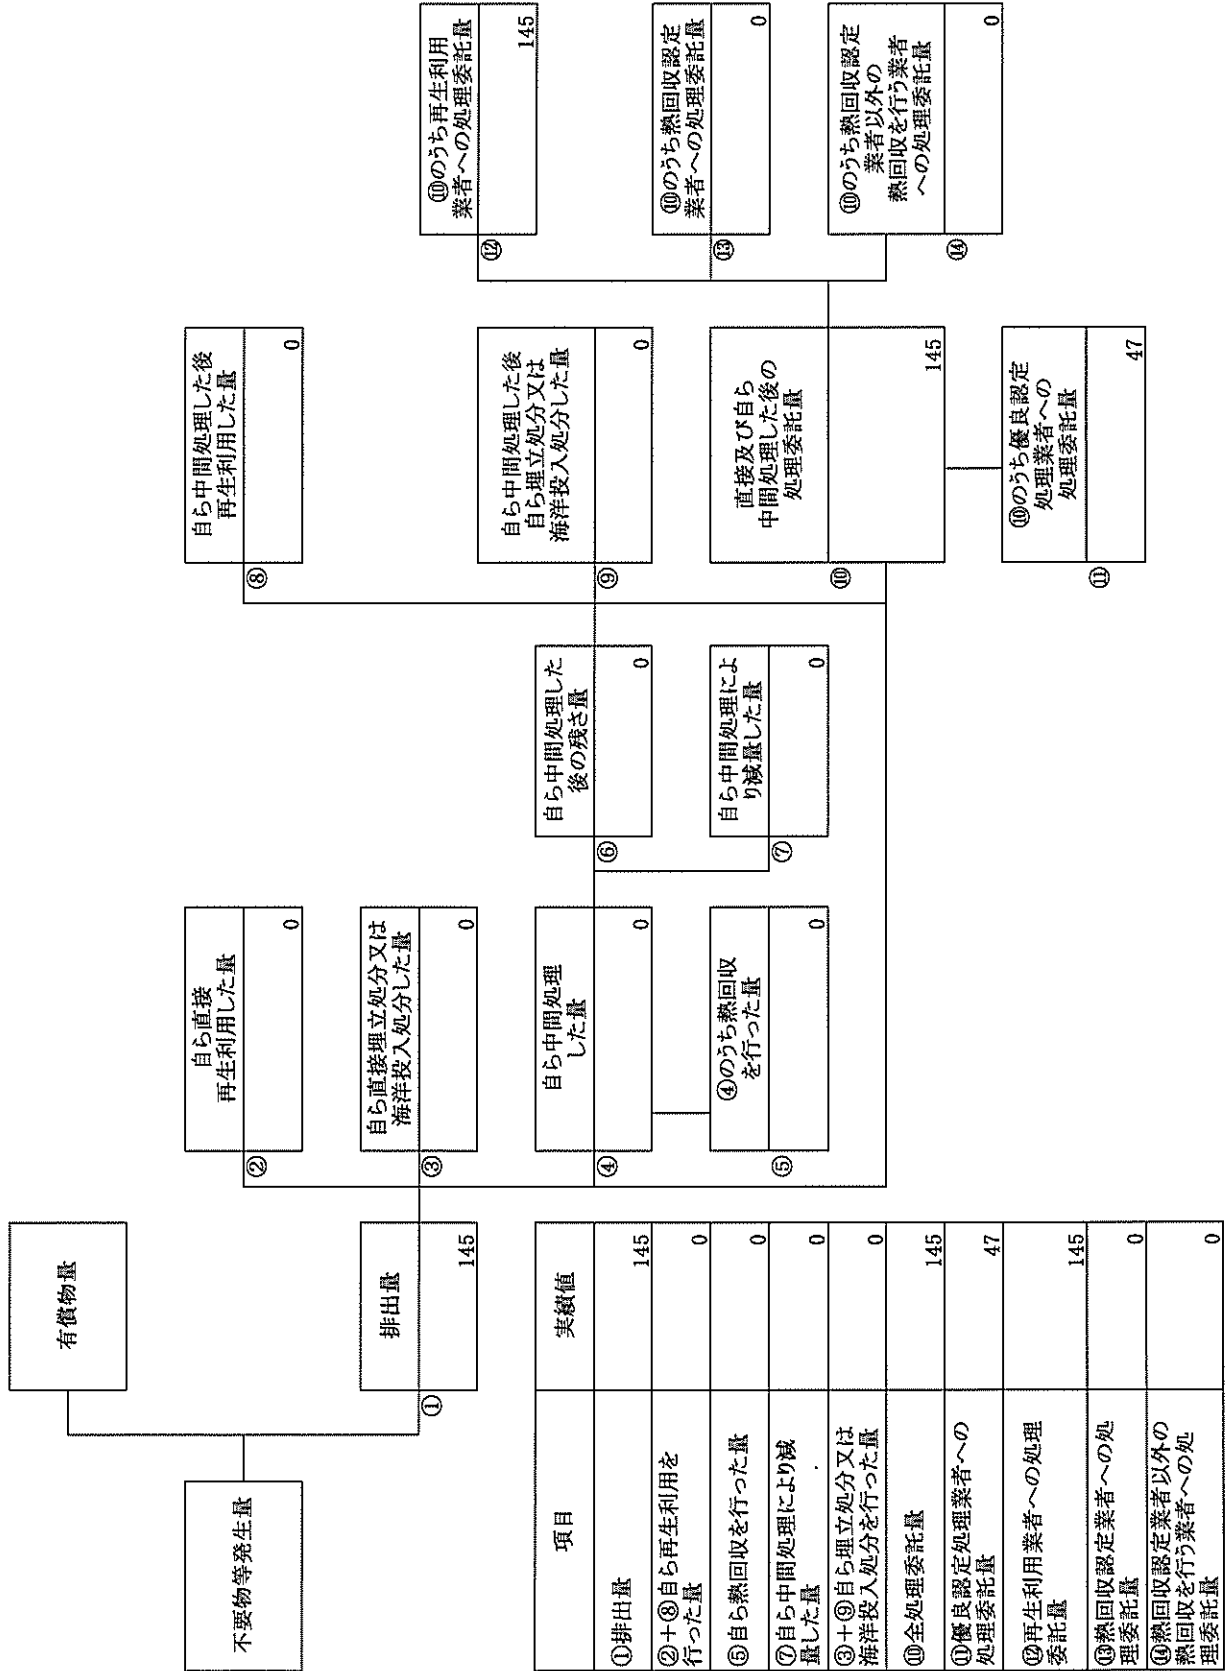 不要物等発生量
有償物量
排出量
①
145
自ら直接
再生利用した量
②
0
自ら直接埋立処分又は
海洋投入処分した量
③
0
自ら中間処理
した量
④
0
④のうち熱回収
を行った量
⑤
0
自ら中間処理した
後の残さ量
⑥
0
自ら中間処理によ
り減量した量
⑦
0
自ら中間処理した後
再生利用した量
⑧
0
自ら中間処理した後
自ら埋立処分又は
海洋投入処分した量
⑨
0
直接及び自ら
中間処理した後の
処理委託量
⑩
145
⑩のうち優良認定
処理業者への
処理委託量
⑪
47
⑩のうち再生利用
業者への処理委託量
⑫
145
⑩のうち熱回収認定
業者への処理委託量
⑬
0
⑩のうち熱回収認定
業者以外の
熱回収を行う業者
への処理委託量
⑭
0
項目 実績値
①排出量 145
②+⑧自ら再生利用を
行った量 0
⑤自ら熱回収を行った量 0
⑦自ら中間処理により減
量した量 0
③+⑨自ら埋立処分又は
海洋投入処分を行った量 0
⑩全処理委託量 145
⑪優良認定処理業者への
処理委託量 47
⑫再生利用業者への処理
委託量 145
⑬熱回収認定業者への処
理委託量 0
⑭熱回収認定業者以外の
熱回収を行う業者への処
理委託量 0